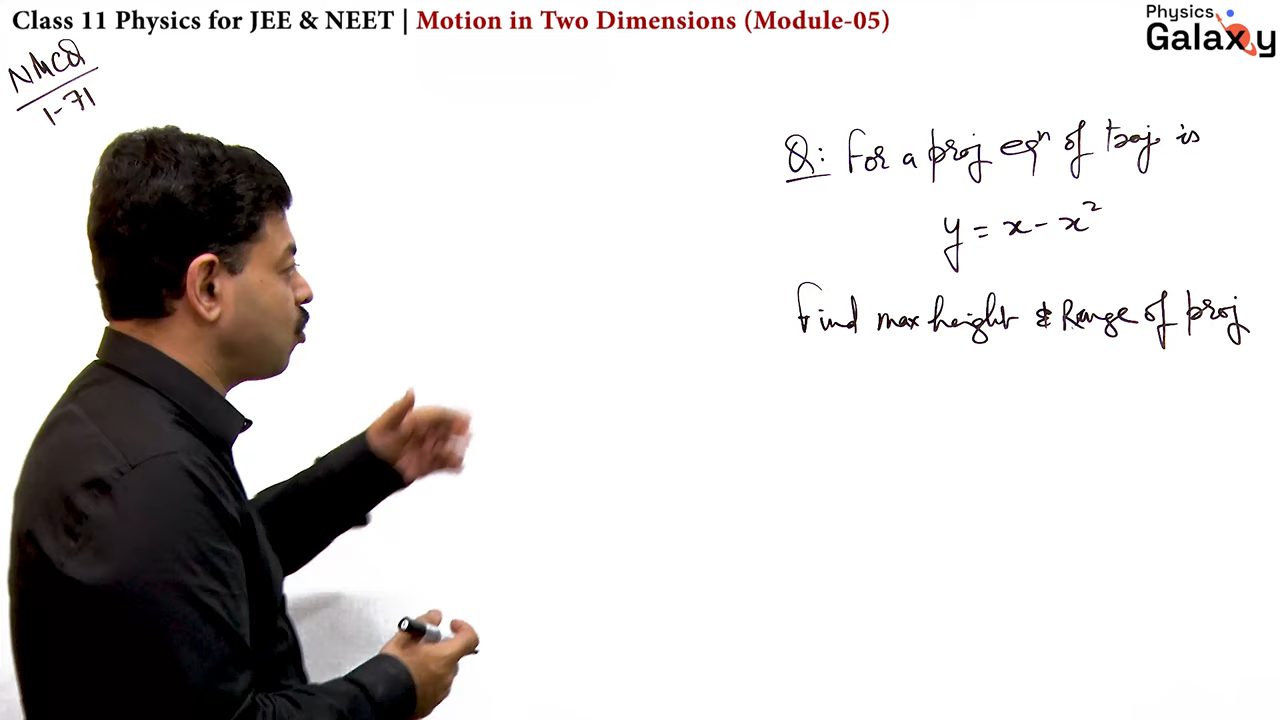 Class 11 Physics for JEE & NEET | Motion in Two Dimensions (Module-05)
Physics
Galaxy
NMCQ
1-71
Q: For a proj eqⁿ of traj. is
y = x - x²
Find max height & Range of proj